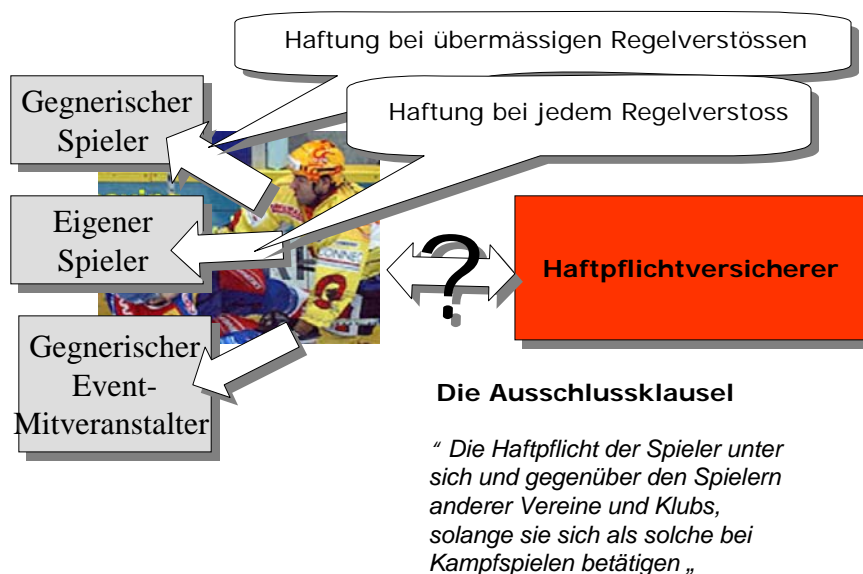 Haftung bei übermässigen Regelverstössen
Haftung bei jedem Regelverstoss
Gegnerischer
Spieler
Eigener
Spieler
Gegnerischer
Event-
Mitveranstalter
?
Haftpflichtversicherer
Die Ausschlussklausel
“ Die Haftpflicht der Spieler unter
sich und gegenüber den Spielern
anderer Vereine und Klubs,
solange sie sich als solche bei
Kampfspielen betätigen „